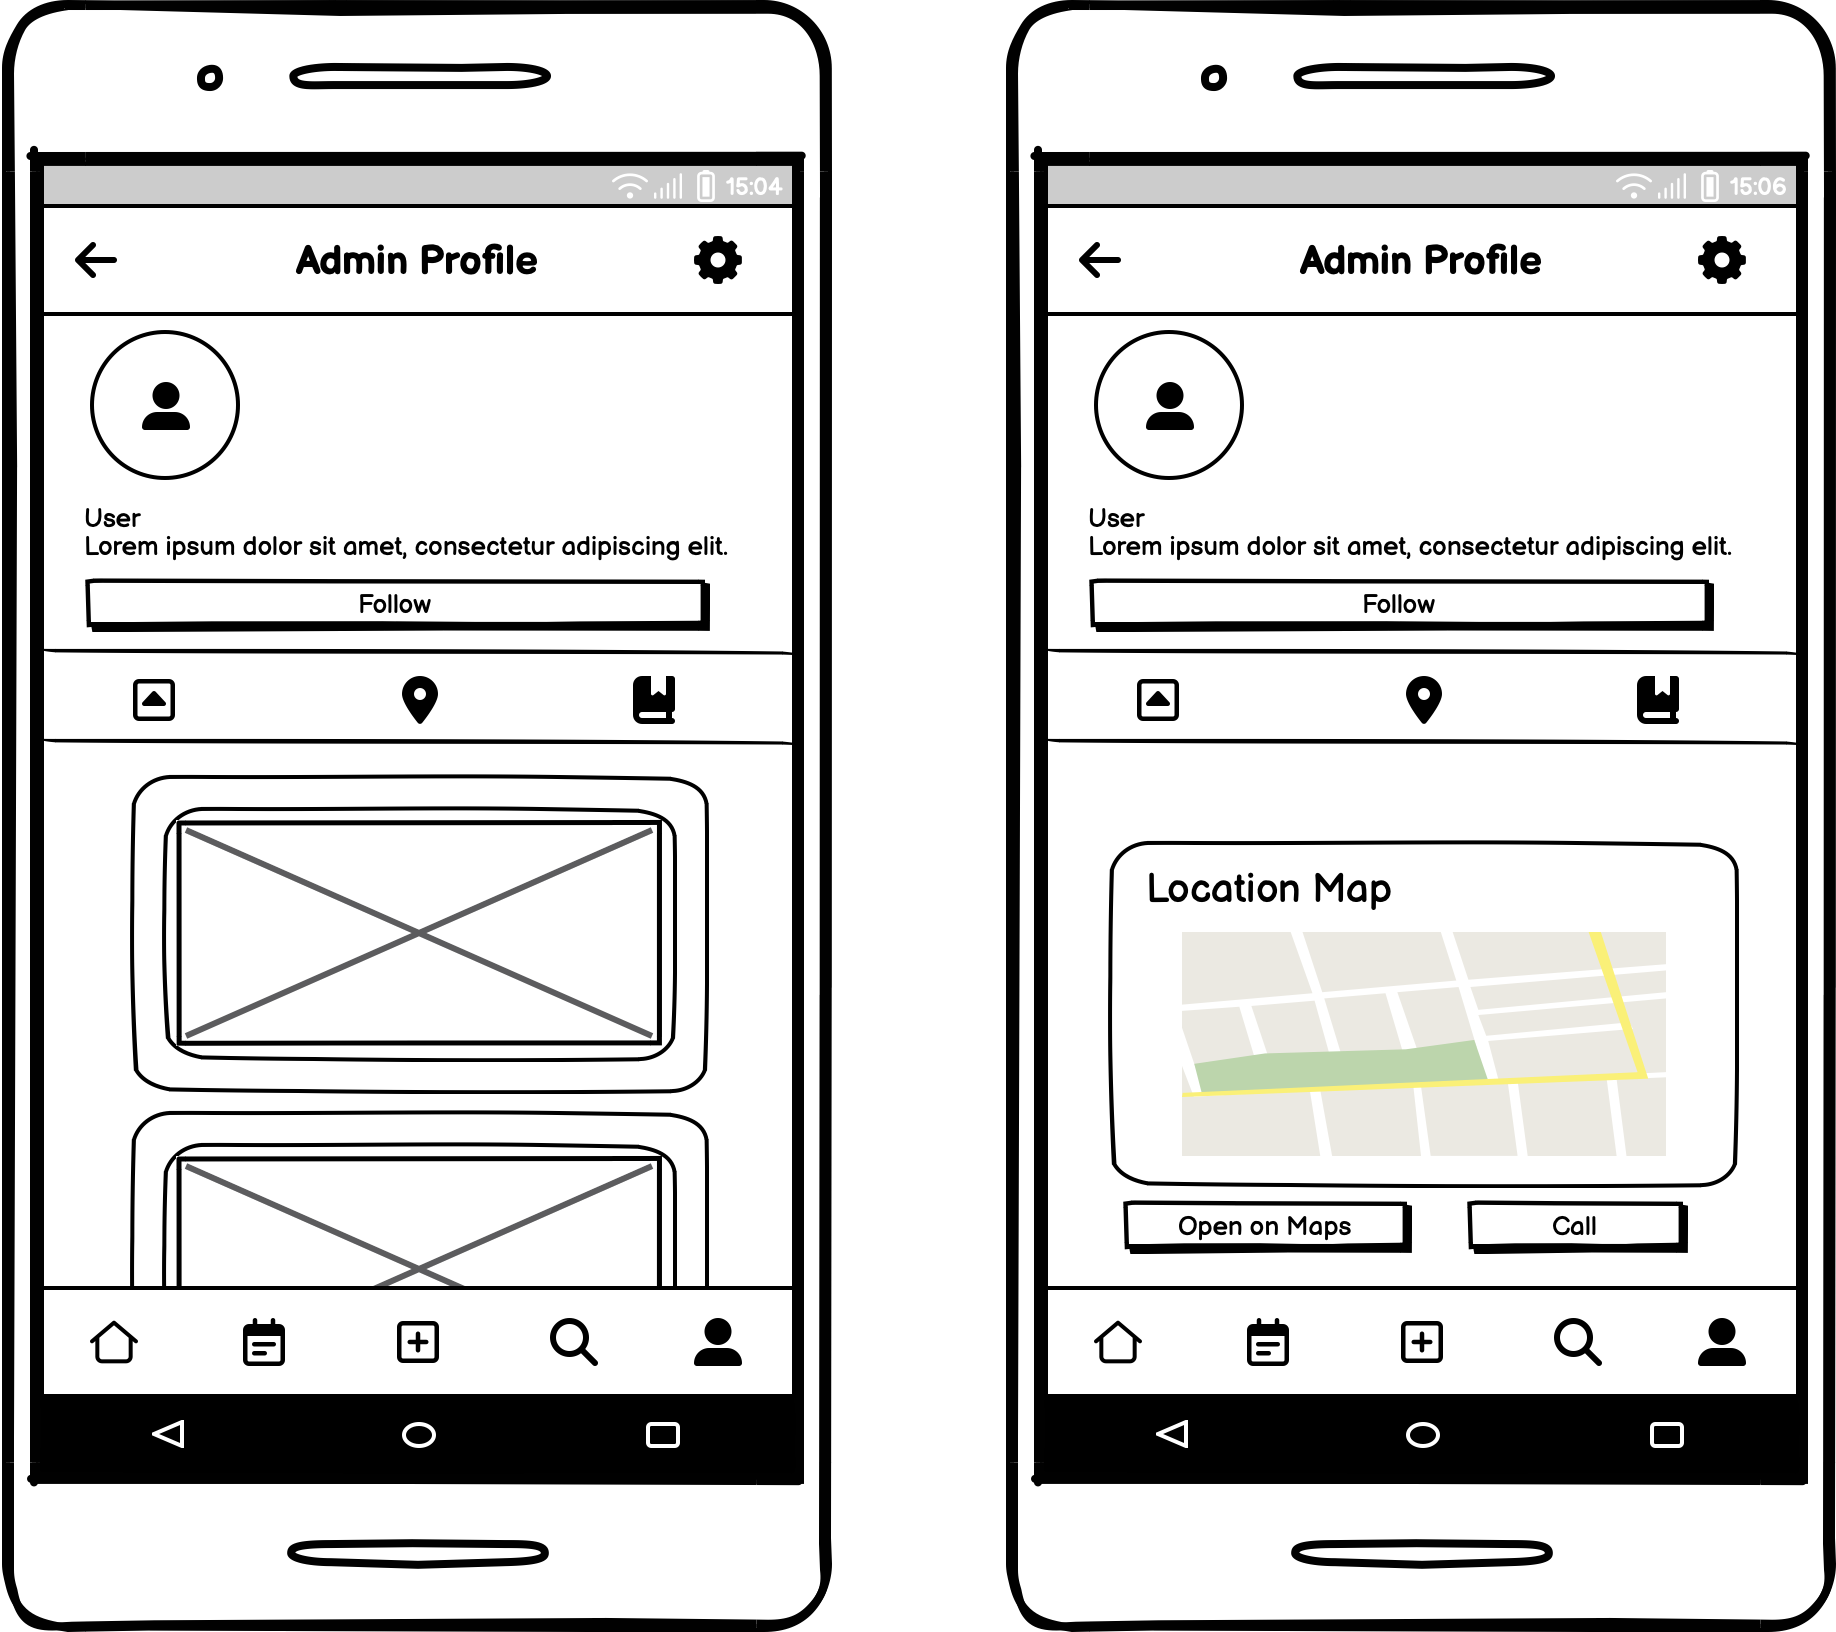 15:04
Admin Profile
User
Lorem ipsum dolor sit amet, consectetur adipiscing elit.
Follow
15:06
Admin Profile
User
Lorem ipsum dolor sit amet, consectetur adipiscing elit.
Follow
Location Map
Open on Maps
Call